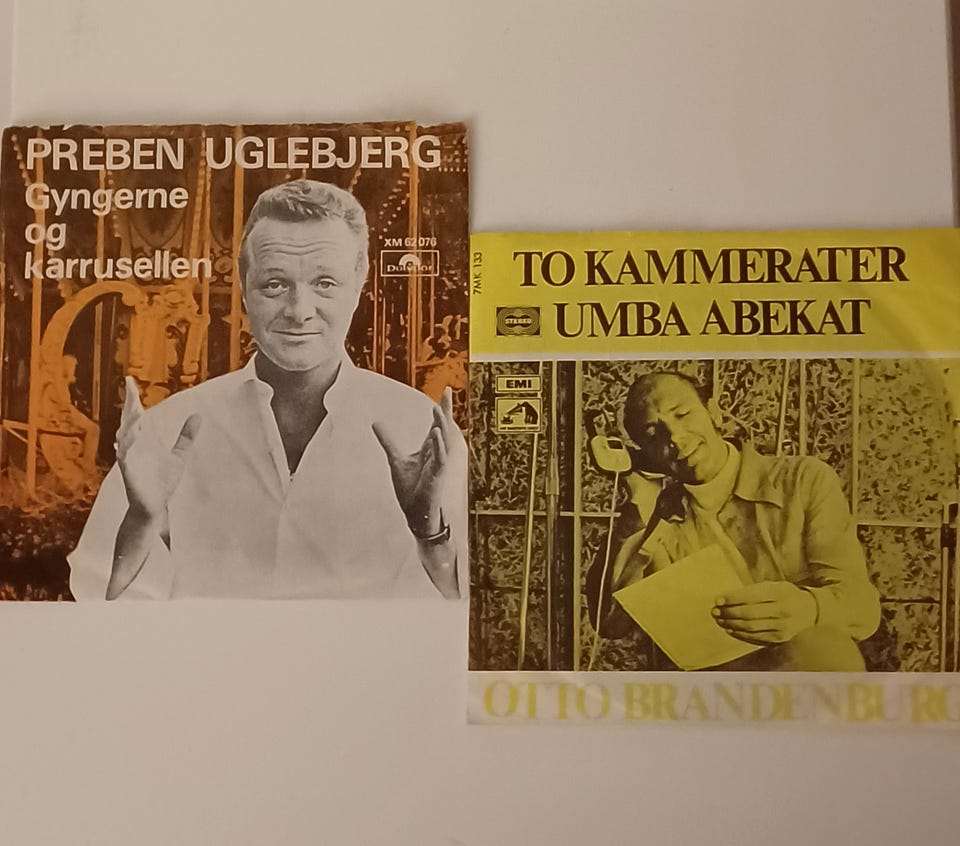 PREBEN UGLEBJERG
Gyngerne
og
karrusellen
XM 62 076
Polydor
7MK 133
TO KAMMERATER
STEREO
UMBA ABEKAT
EMI
OTTO BRANDENBURG